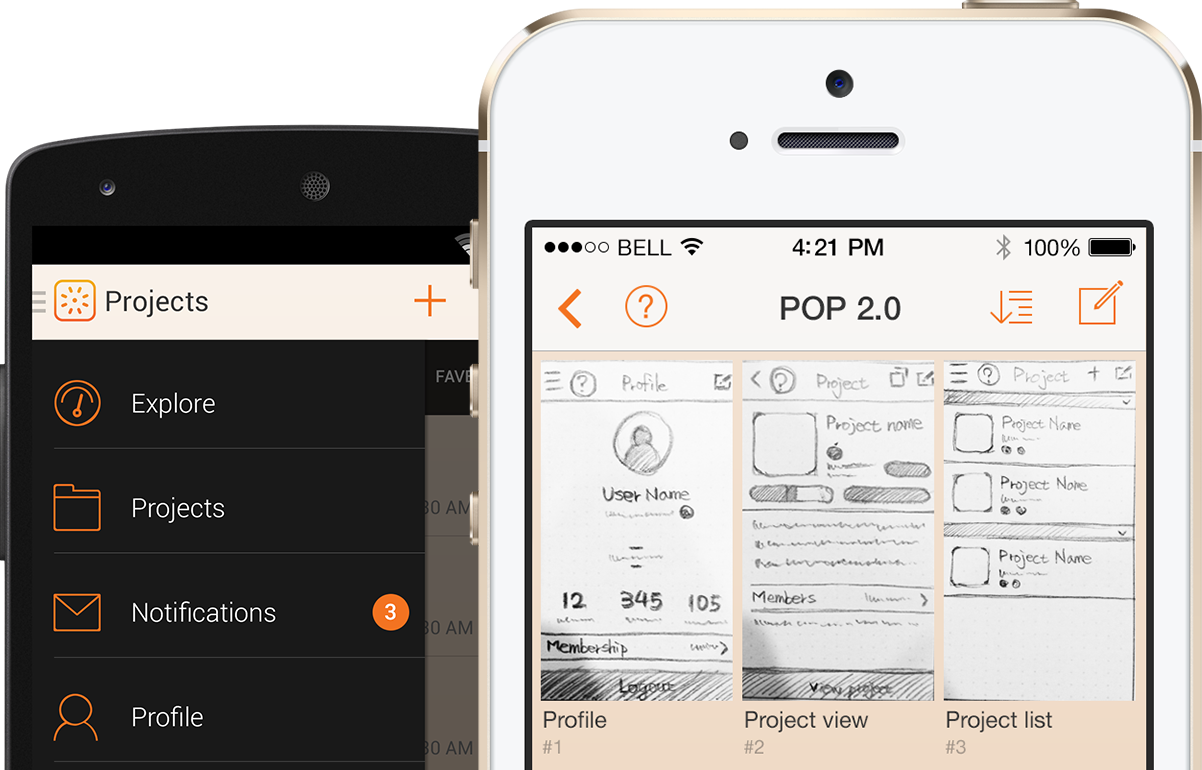 Projects
+
FAVE
Explore
Projects
30 AM
Notifications
3
30 AM
Profile
30 AM
BELL
4:21 PM
100%
?
POP 2.0
? Profile
User Name
12 345 105
Membership
Logout
Profile
#1
? Project
Project name
Members
View project
Project view
#2
? Project +
Project Name
Project Name
Project Name
Project list
#3